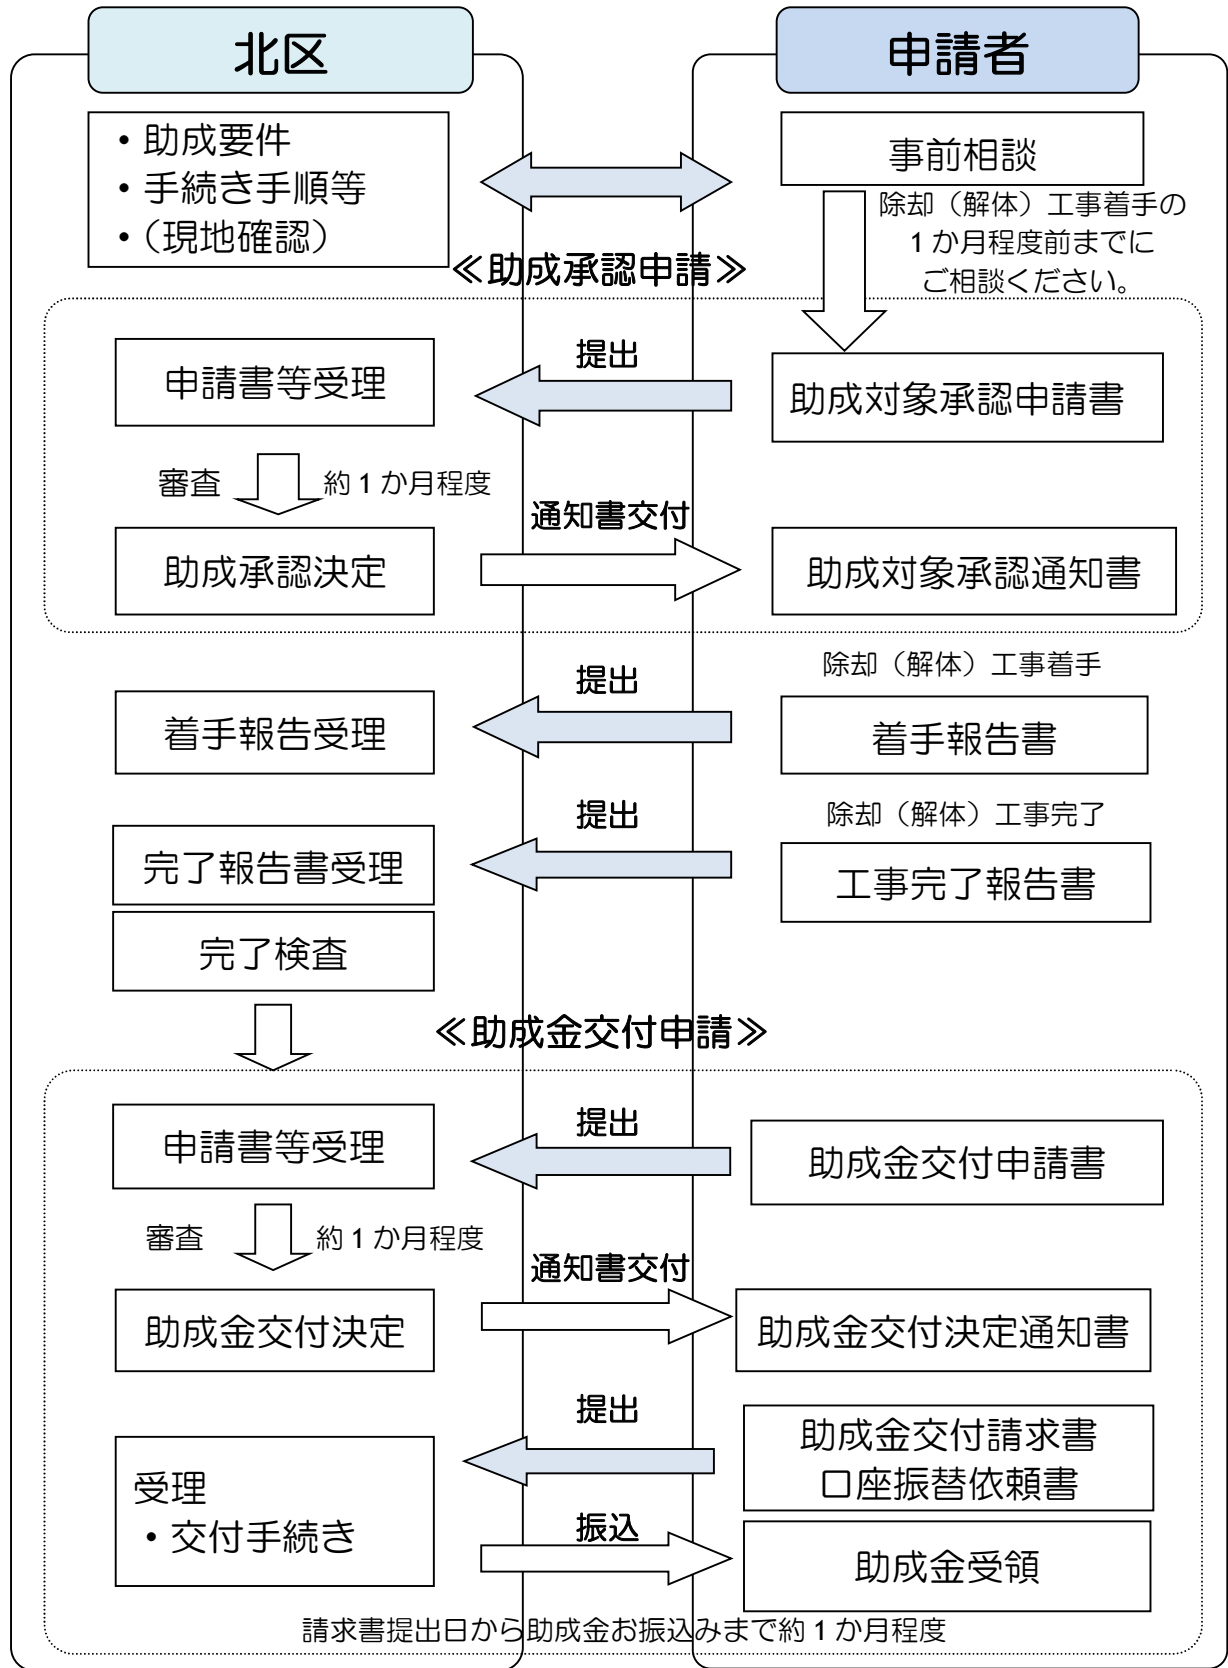 北区
申請者
・助成要件
・手続き手順等
・（現地確認）
事前相談
除却（解体）工事着手の
1か月程度前までに
ご相談ください。
≪助成承認申請≫
申請書等受理
提出
助成対象承認申請書
審査
約1か月程度
通知書交付
助成承認決定
助成対象承認通知書
除却（解体）工事着手
着手報告受理
提出
着手報告書
除却（解体）工事完了
完了報告書受理
提出
工事完了報告書
完了検査
≪助成金交付申請≫
申請書等受理
提出
助成金交付申請書
審査
約1か月程度
通知書交付
助成金交付決定
助成金交付決定通知書
提出
助成金交付請求書
口座振替依頼書
受理
・交付手続き
振込
助成金受領
請求書提出日から助成金お振込みまで約1か月程度